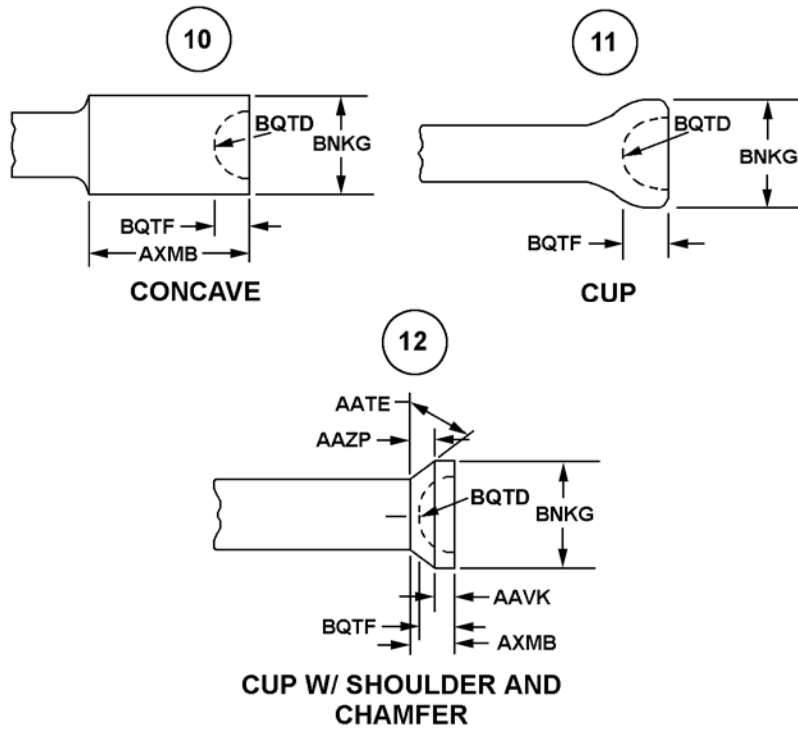 10
BQTD
BNKG
BQTF
AXMB
CONCAVE
11
BQTD
BNKG
BQTF
CUP
12
AATE
AAZP
BQTD
BNKG
AAVK
BQTF
AXMB
CUP W/ SHOULDER AND
CHAMFER